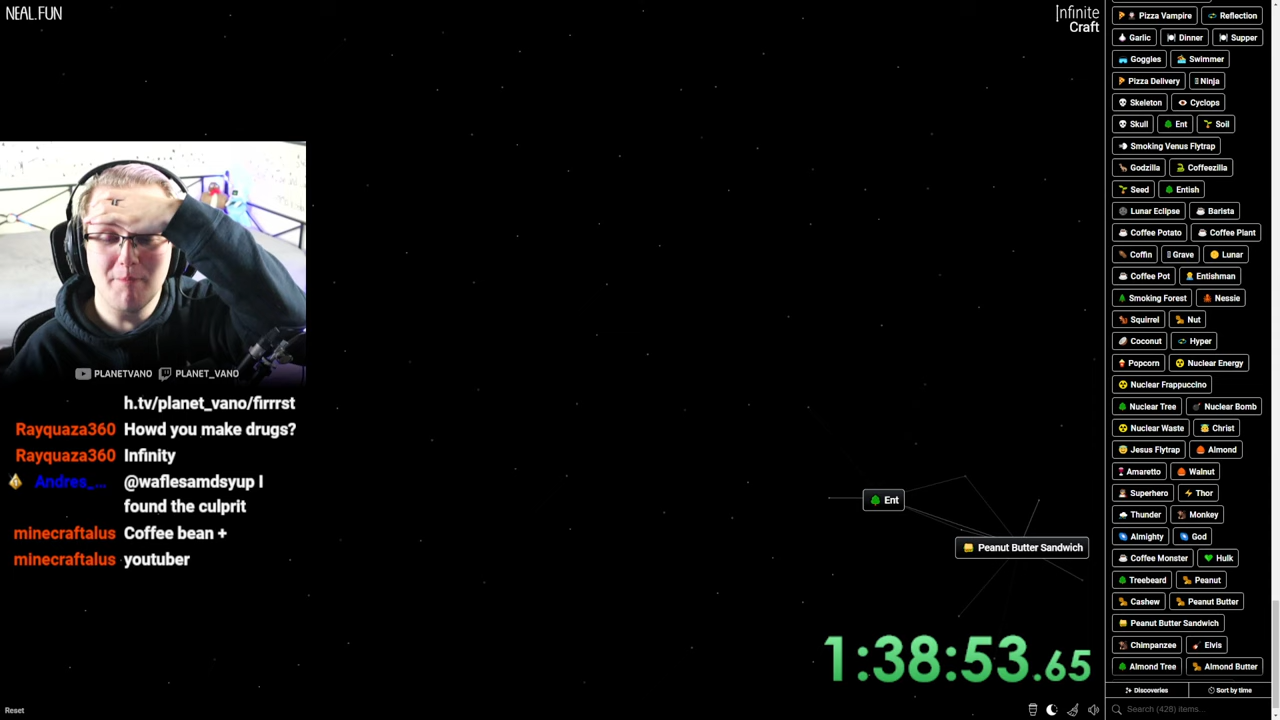 NEAL.FUN
Infinite
Craft
Pizza Vampire Reflection
Garlic Dinner Supper
Goggles Swimmer
Pizza Delivery Ninja
Skeleton Cyclops
Skull Ent Soil
Smoking Venus Flytrap
Godzilla Coffeezilla
Seed Entish
Lunar Eclipse Barista
Coffee Potato Coffee Plant
Coffin Grave Lunar
Coffee Pot Entishman
Smoking Forest Nessie
Squirrel Nut
Coconut Hyper
Popcorn Nuclear Energy
Nuclear Frappuccino
Nuclear Tree Nuclear Bomb
Nuclear Waste Christ
Jesus Flytrap Almond
Amaretto Walnut
Superhero Thor
Thunder Monkey
Almighty God
Coffee Monster Hulk
Treebeard Peanut
Cashew Peanut Butter
Peanut Butter Sandwich
Chimpanzee Elvis
Almond Tree Almond Butter
Discoveries Sort by time
Search (428) items...
PLANETVANO PLANET_VANO
h.tv/planet_vano/firrrst
Rayquaza360 Howd you make drugs?
Rayquaza360 Infinity
Andres_... @waflesamdsyup I
found the culprit
minecraftalus Coffee bean +
minecraftalus youtuber
Ent
Peanut Butter Sandwich
1:38:53.65
Reset